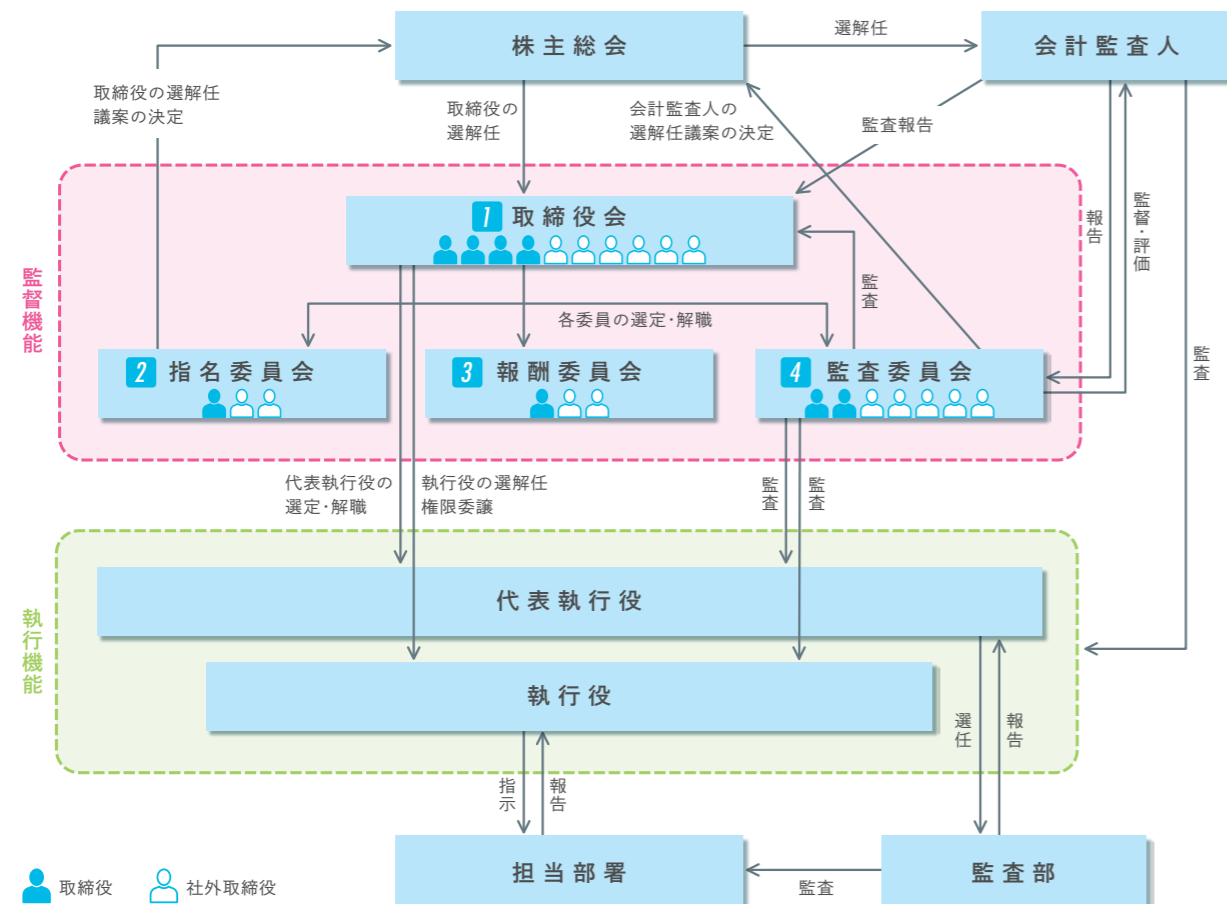 株主総会
選解任
会計監査人
取締役の選解任
議案の決定
取締役の
選解任
会計監査人の
選解任議案の決定
監査報告
監督機能
1 取締役会
報告
監督・評価
監査
監査
各委員の選定・解職
2 指名委員会
3 報酬委員会
4 監査委員会
代表執行役の
選定・解職
執行役の選解任
権限委譲
監査
監査
執行機能
代表執行役
執行役
選任
報告
指示
報告
担当部署
監査
監査部
取締役
社外取締役